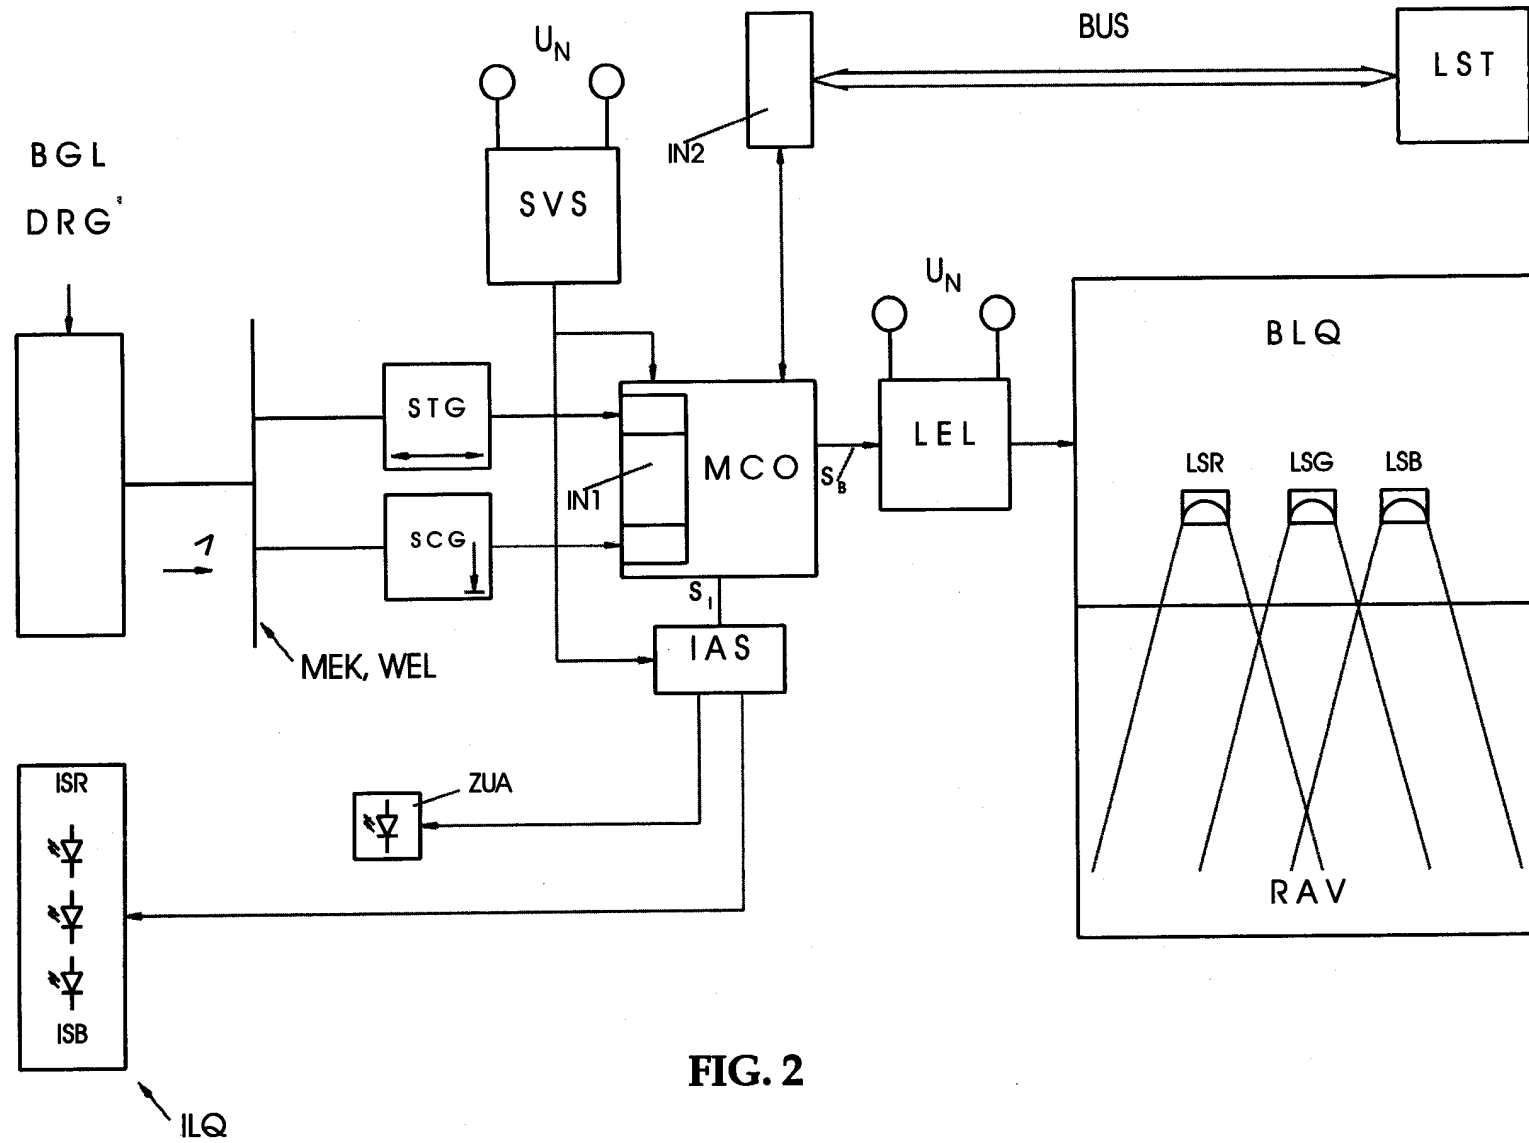 BUS
U_N
LST
IN2
BGL
SVS
DRG
U_N
BLQ
STG
LEL
MCO
LSR LSG LSB
IN1
S_B
SCG
1
S_I
IAS
MEK, WEL
ZUA
ISR
RAV
ISB
FIG. 2
ILQ